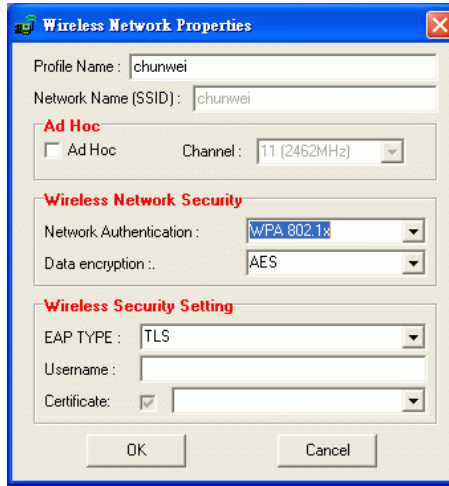 Wireless Network Properties
Profile Name : chunwei
Network Name (SSID) : chunwei
Ad Hoc
Ad Hoc Channel : 11 (2462MHz)
Wireless Network Security
Network Authentication : WPA 802.1x
Data encryption :. AES
Wireless Security Setting
EAP TYPE : TLS
Username :
Certificate:
OK Cancel